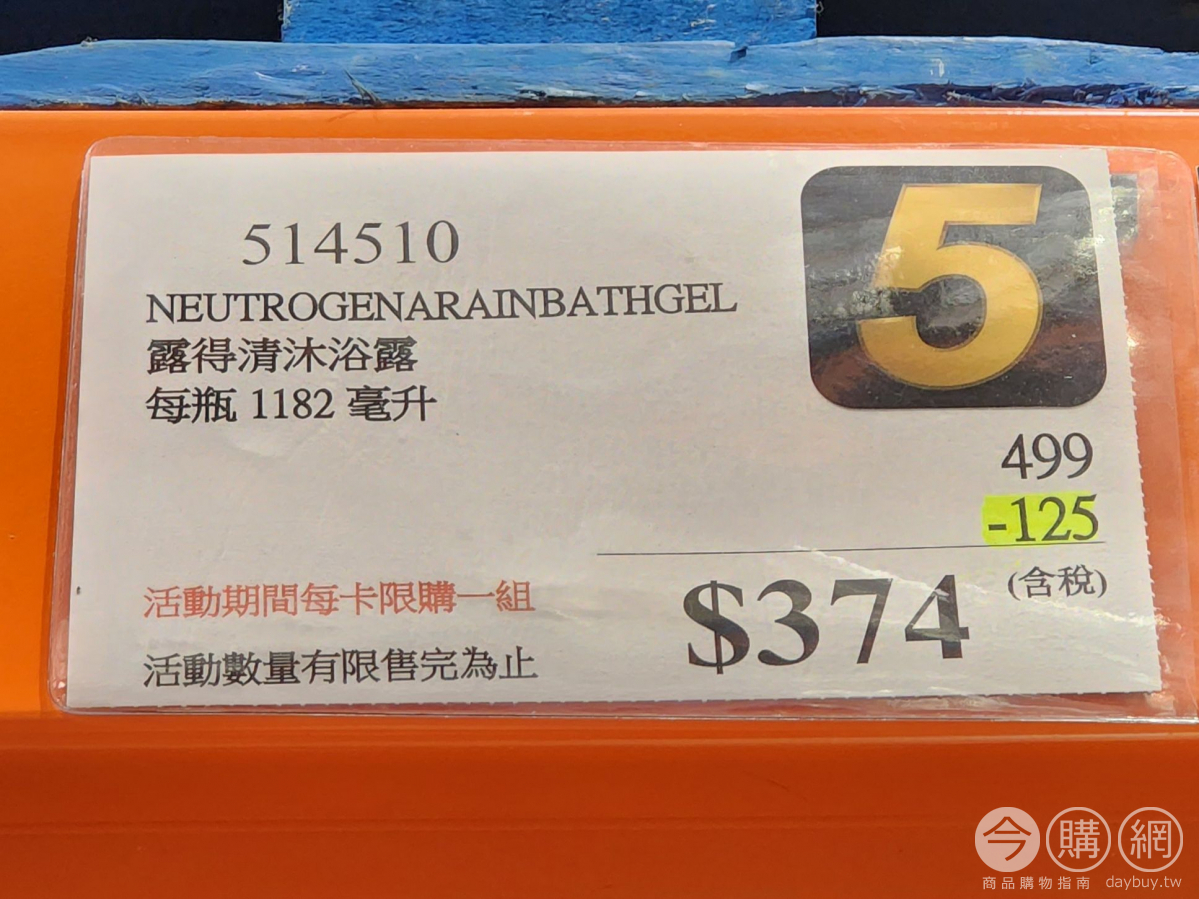 514510
5
NEUTROGENARAINBATHGEL
露得清沐浴露
每瓶 1182 毫升
499
-125
$374 (含稅)
活動期間每卡限購一組
活動數量有限售完為止
今購網
商品購物指南 daybuy.tw